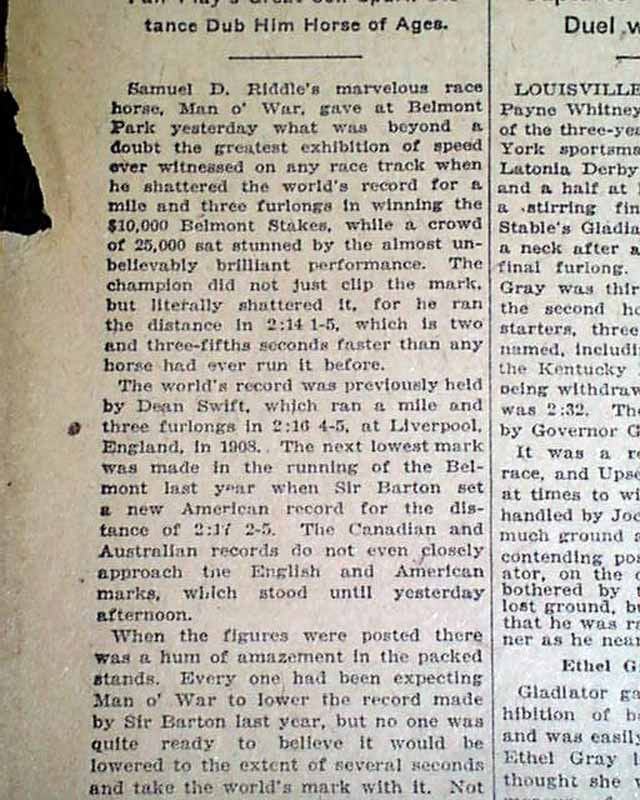 tance Dub Him Horse of Ages.
Samuel D. Riddle's marvelous race
horse, Man o' War, gave at Belmont
Park yesterday what was beyond a
doubt the greatest exhibition of speed
ever witnessed on any race track when
he shattered the world's record for a
mile and three furlongs in winning the
$10,000 Belmont Stakes, while a crowd
of 25,000 sat stunned by the almost un-
believably brilliant performance. The
champion did not just clip the mark,
but literally shattered it, for he ran
the distance in 2:14 1-5, which is two
and three-fifths seconds faster than any
horse had ever run it before.
The world's record was previously held
by Dean Swift, which ran a mile and
three furlongs in 2:16 4-5, at Liverpool,
England, in 1908. The next lowest mark
was made in the running of the Bel-
mont last year when Sir Barton set
a new American record for the dis-
tance of 2:17 2-5. The Canadian and
Australian records do not even closely
approach the English and American
marks, which stood until yesterday
afternoon.
When the figures were posted there
was a hum of amazement in the packed
stands. Every one had been expecting
Man o' War to lower the record made
by Sir Barton last year, but no one was
quite ready to believe it would be
lowered to the extent of several seconds
and take the world's mark with it. Not
Duel w
LOUISVILLE
Payne Whitney
of the three-yea
York sportsma
Latonia Derby
and a half at
a stirring fin
Stable's Gladia
a neck after a
final furlong.
Gray was thir
the second ho
starters, three
named, includi
the Kentucky
being withdraw
was 2:32. The
by Governor C
It was a re
race, and Upse
at times to wi
handled by Joc
much ground a
contending pos
ator, on the
bothered by t
lost ground, bu
that he was ra
ner as he near
Ethel G
Gladiator ga
hibition of b
and was easily
Ethel Gray l
thought she w